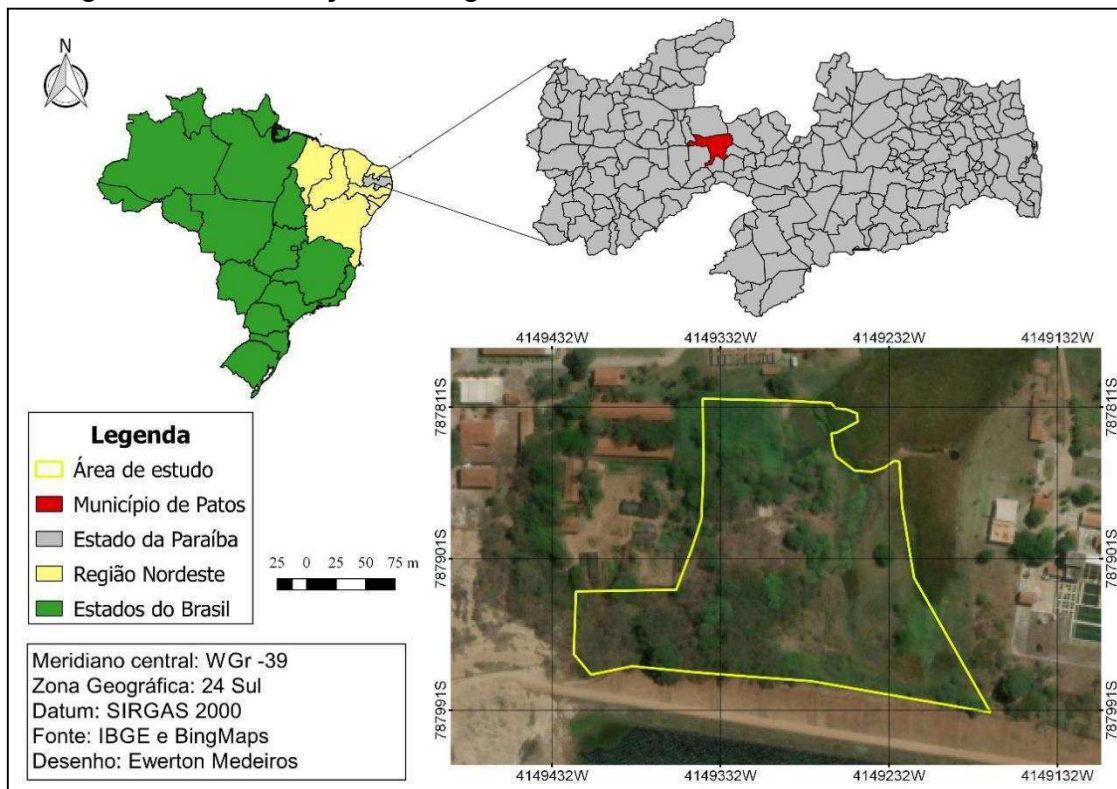 N
4149432W 4149332W 4149232W 4149132W
787811S 787811S
787901S 787901S
787991S 787991S
4149432W 4149332W 4149232W 4149132W
Legenda
Área de estudo
Município de Patos
Estado da Paraíba
Região Nordeste
Estados do Brasil
25 0 25 50 75 m
Meridiano central: WGr -39
Zona Geográfica: 24 Sul
Datum: SIRGAS 2000
Fonte: IBGE e BingMaps
Desenho: Ewerton Medeiros